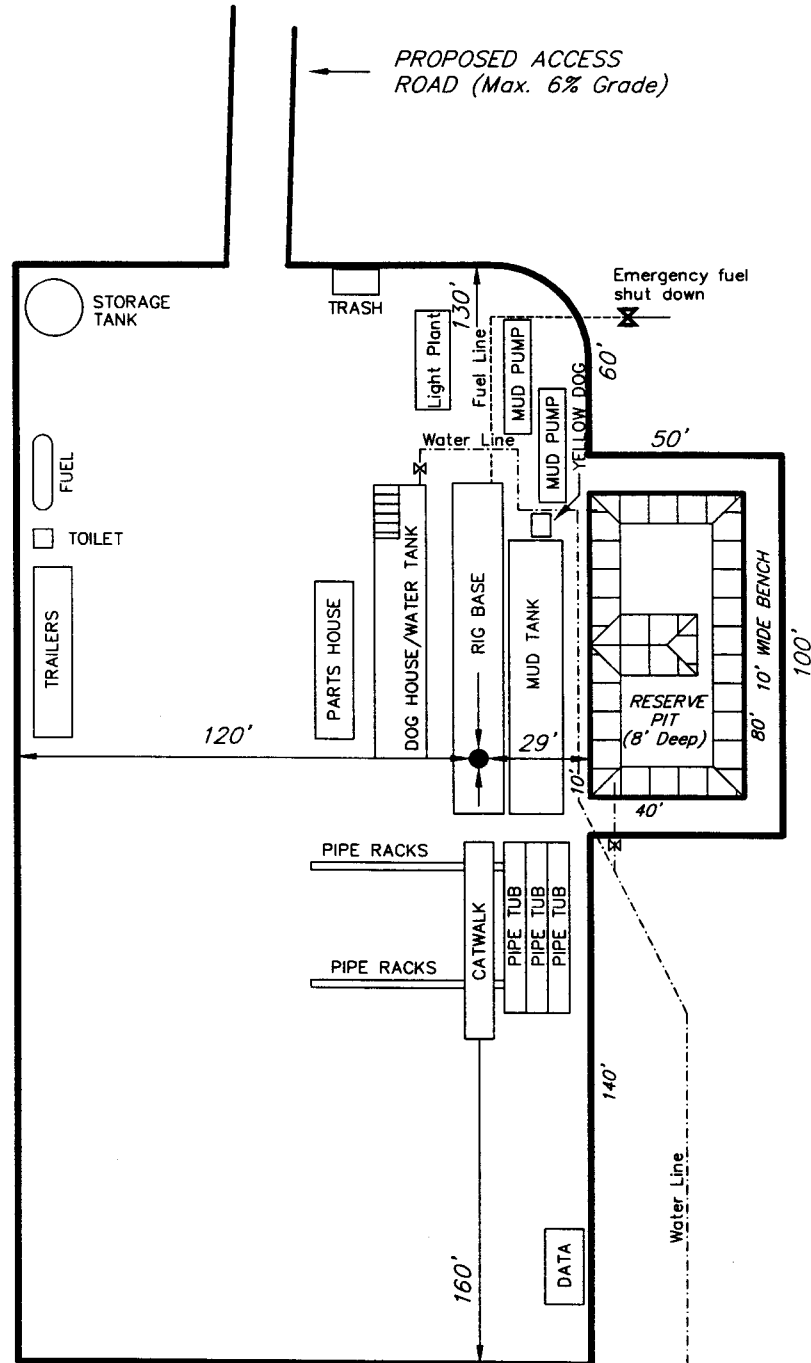 PROPOSED ACCESS
ROAD (Max. 6% Grade)
Emergency fuel
shut down
STORAGE
TANK
TRASH
Light Plant
130'
Fuel Line
MUD PUMP
60'
MUD PUMP
YELLOW DOG
Water Line
50'
FUEL
TOILET
TRAILERS
PARTS HOUSE
DOG HOUSE/WATER TANK
RIG BASE
MUD TANK
RESERVE
PIT
(8' Deep)
80'
10' WIDE BENCH
100'
120'
29'
10'
40'
PIPE RACKS
PIPE RACKS
CATWALK
PIPE TUB
PIPE TUB
PIPE TUB
140'
Water Line
160'
DATA